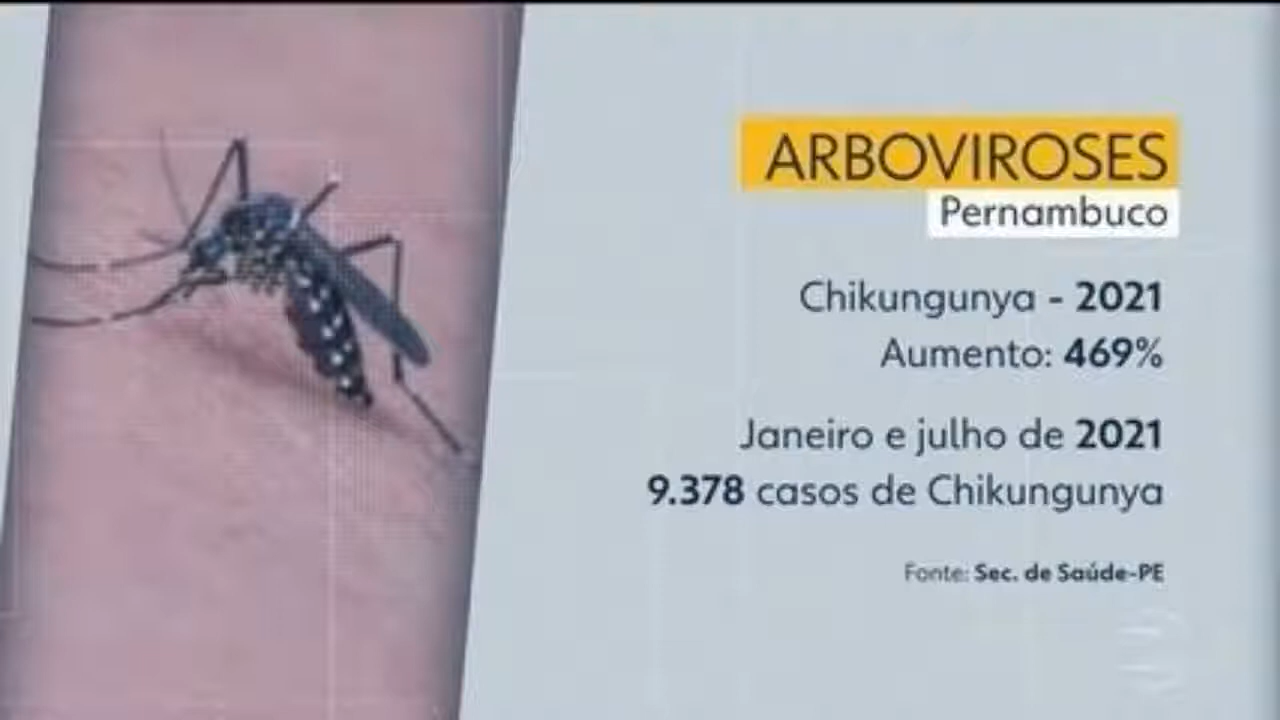 ARBOVIROSES
Pernambuco
Chikungunya - 2021
Aumento: 469%
Janeiro e julho de 2021
9.378 casos de Chikungunya
Fonte: Sec. de Saúde-PE